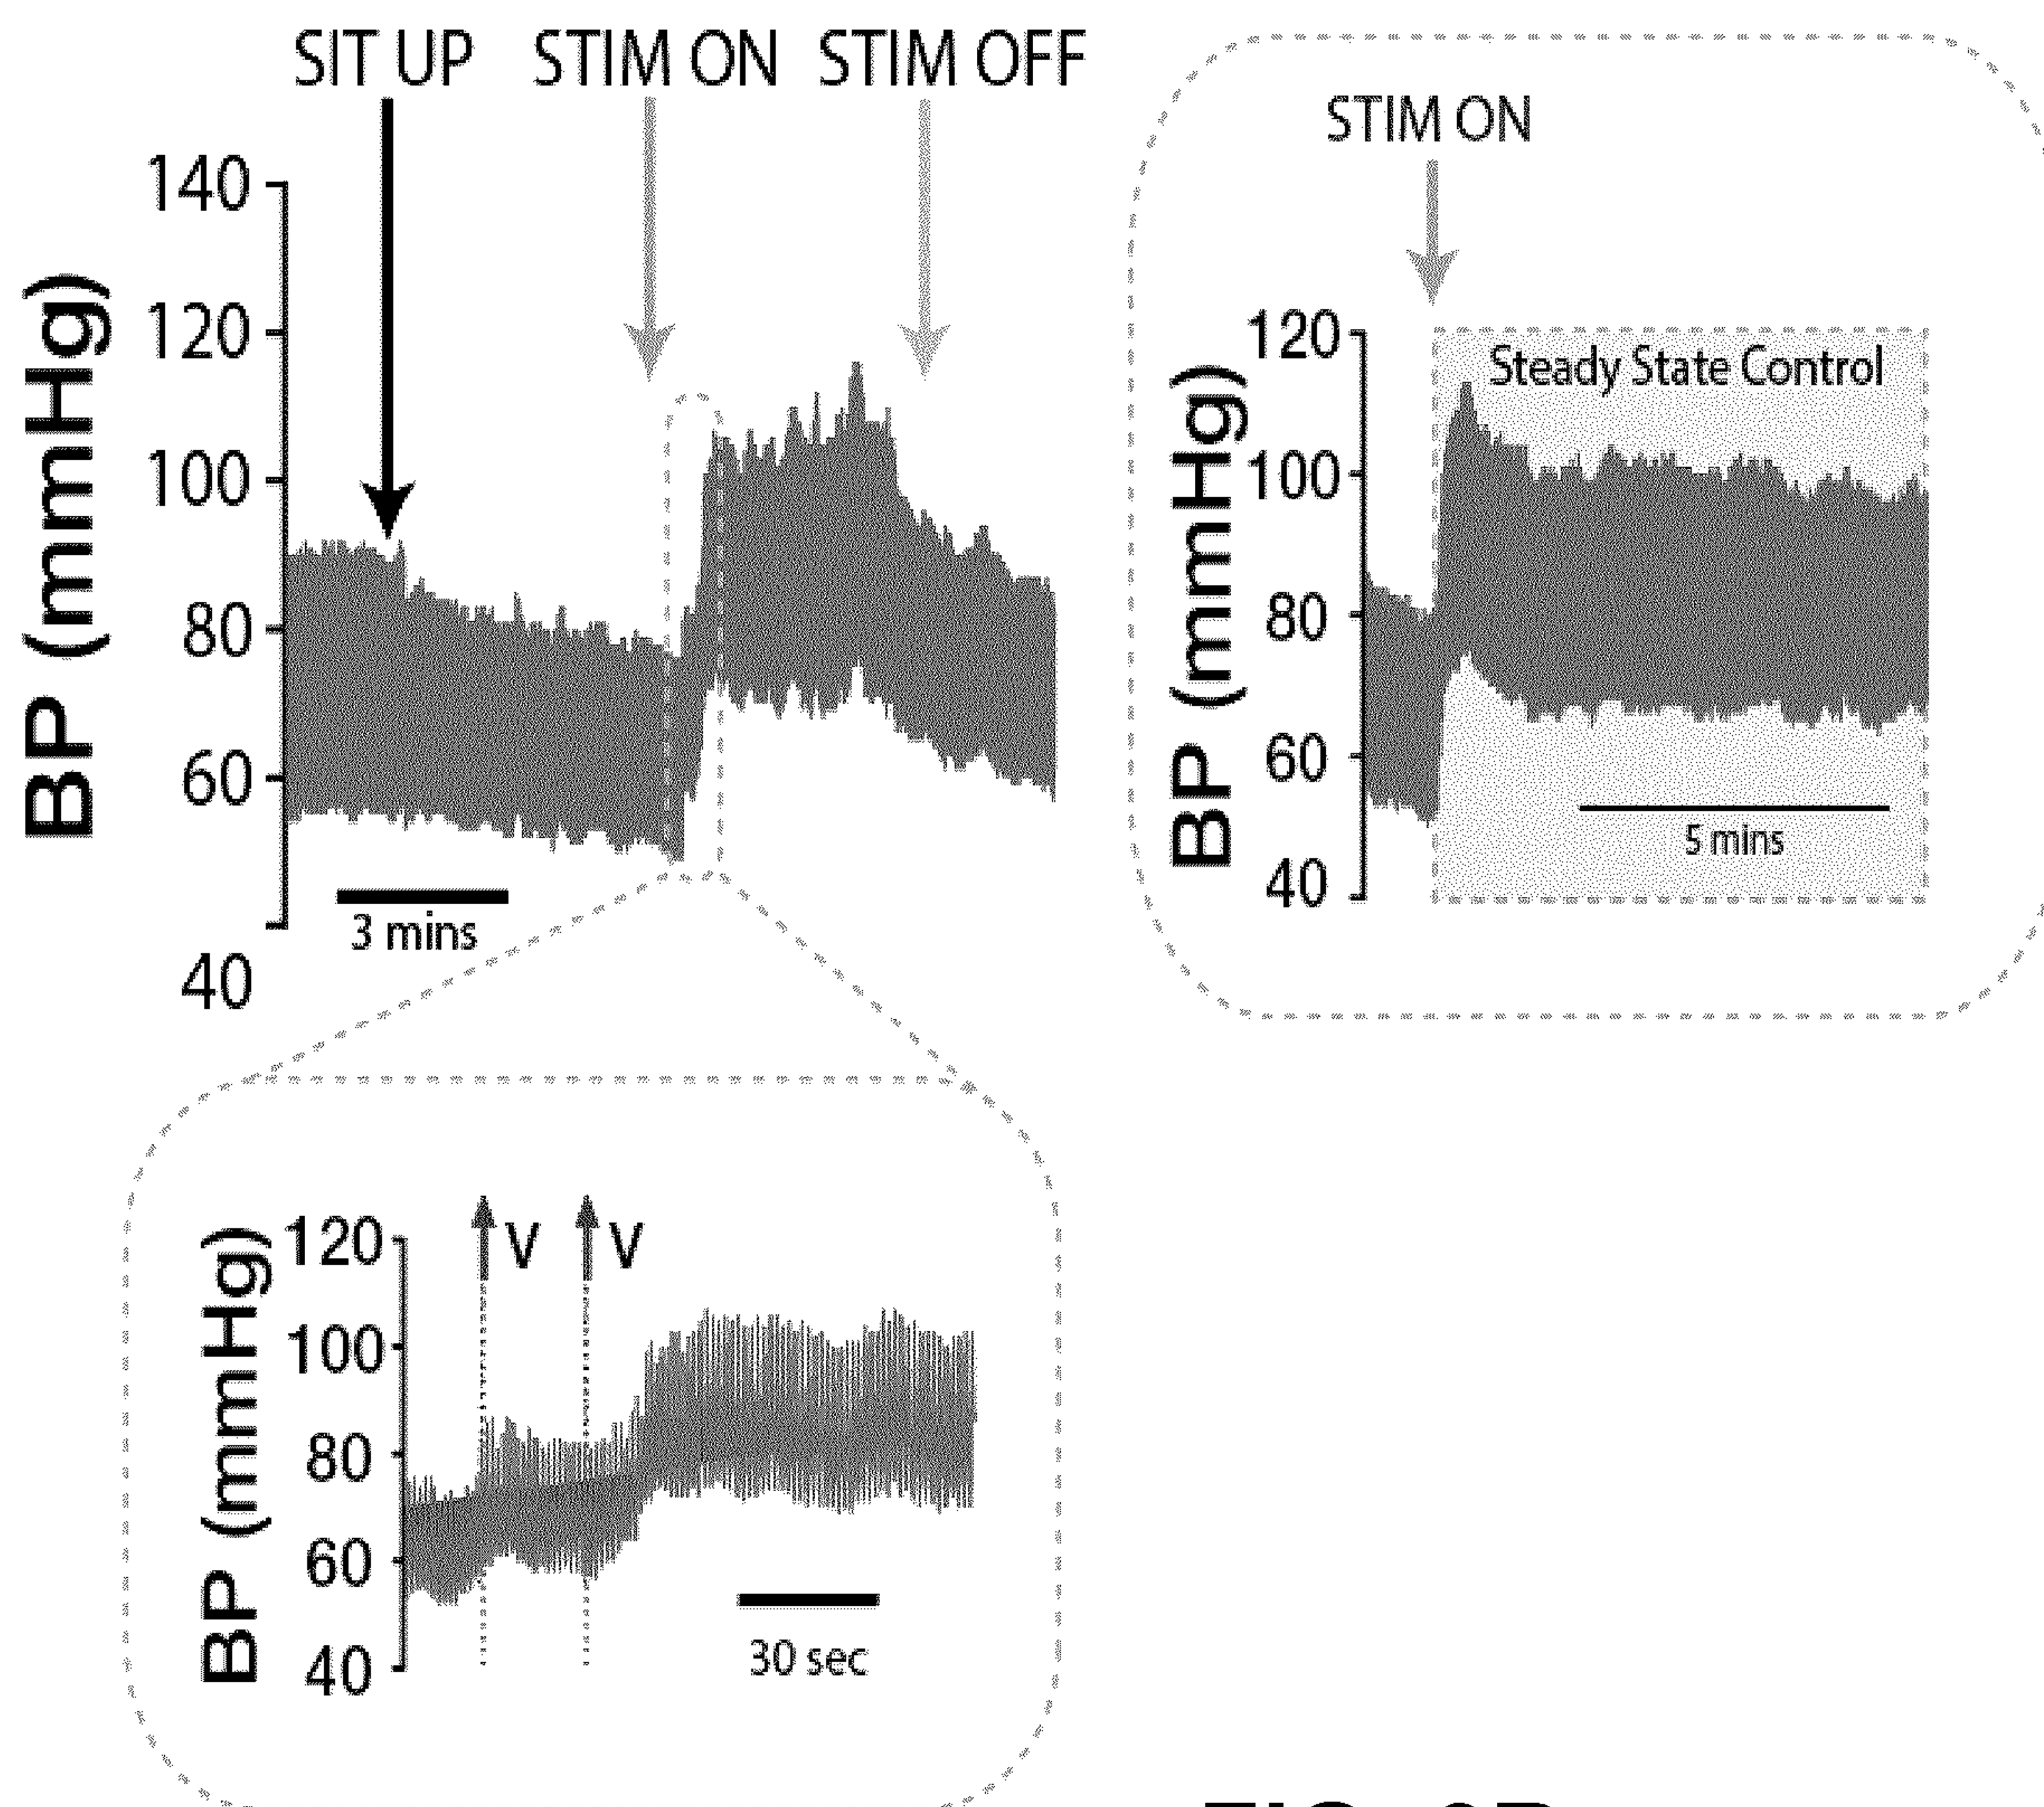 SIT UP STIM ON STIM OFF
BP (mmHg)
140
120
100
80
60
40
3 mins
STIM ON
BP (mmHg)
120
100
80
60
40
Steady State Control
5 mins
BP (mmHg)
120
100
80
60
40
V V
30 sec